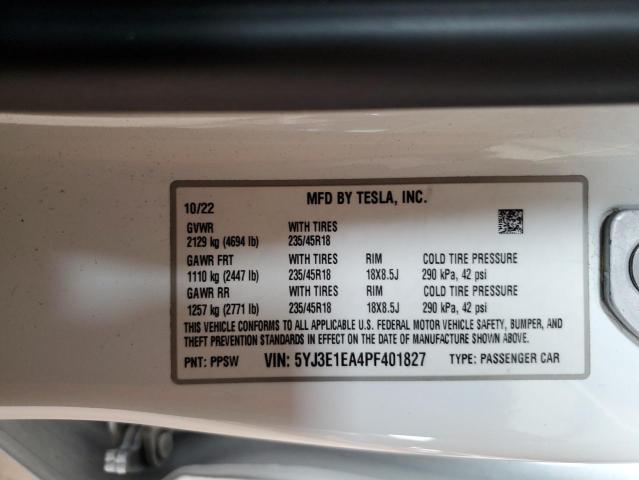 MFD BY TESLA, INC.
10/22
GVWR WITH TIRES
2129 kg (4694 lb) 235/45R18
GAWR FRT WITH TIRES RIM COLD TIRE PRESSURE
1110 kg (2447 lb) 235/45R18 18X8.5J 290 kPa, 42 psi
GAWR RR WITH TIRES RIM COLD TIRE PRESSURE
1257 kg (2771 lb) 235/45R18 18X8.5J 290 kPa, 42 psi
THIS VEHICLE CONFORMS TO ALL APPLICABLE U.S. FEDERAL MOTOR VEHICLE SAFETY, BUMPER, AND
THEFT PREVENTION STANDARDS IN EFFECT ON THE DATE OF MANUFACTURE SHOWN ABOVE.
PNT: PPSW VIN: 5YJ3E1EA4PF401827 TYPE: PASSENGER CAR